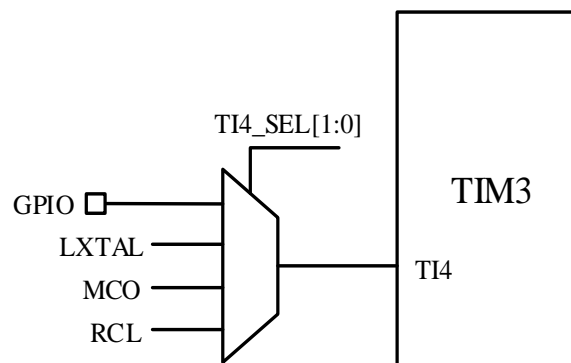 TI4_SEL[1:0]
GPIO
TIM3
LXTAL
TI4
MCO
RCL